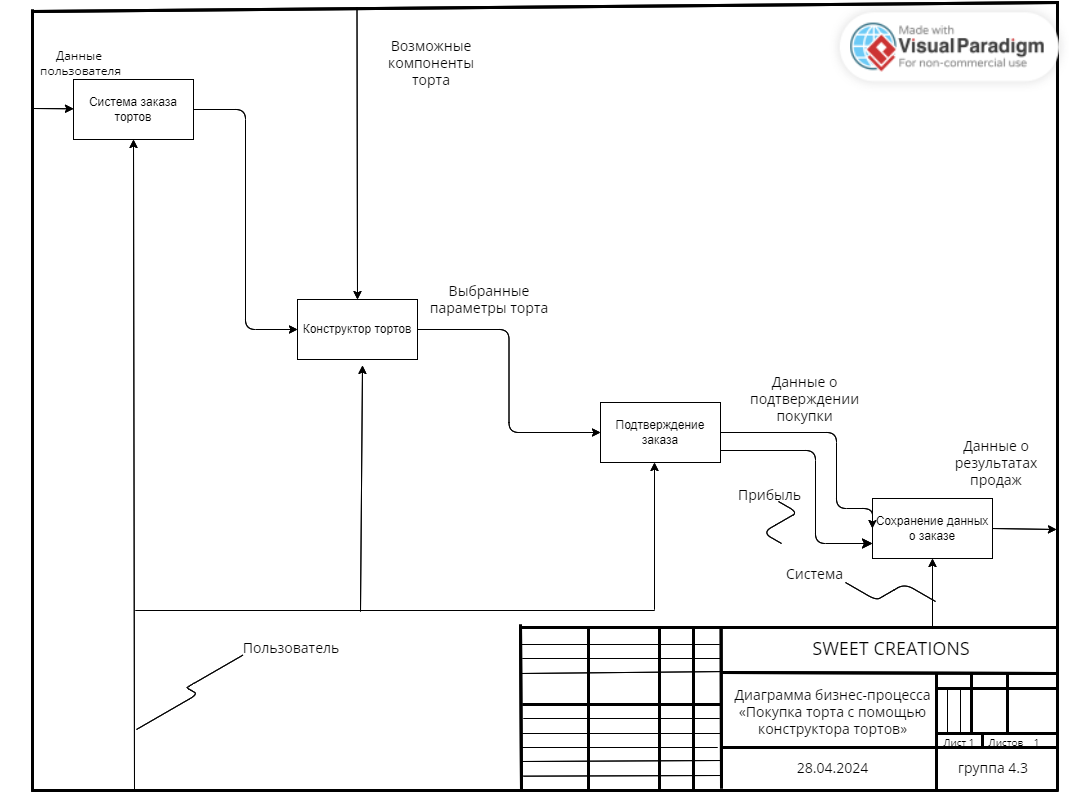 Made with
Visual Paradigm
For non-commercial use
Данные
пользователя
Система заказа
тортов
Возможные
компоненты
торта
Конструктор тортов
Выбранные
параметры торта
Подтверждение
заказа
Данные о
подтверждении
покупки
Прибыль
Данные о
результатах
продаж
Сохранение данных
о заказе
Система
Пользователь
SWEET CREATIONS
Диаграмма бизнес-процесса
«Покупка торта с помощью
конструктора тортов»
Лист 1 Листов 1
28.04.2024
группа 4.3